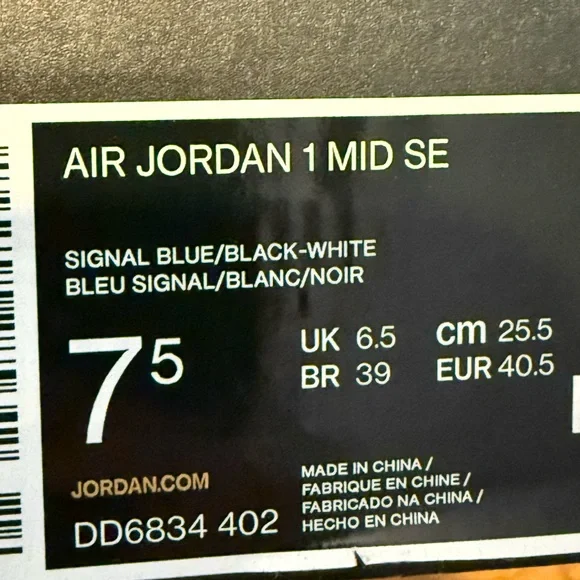 AIR JORDAN 1 MID SE
SIGNAL BLUE/BLACK-WHITE
BLEU SIGNAL/BLANC/NOIR
7 5
UK 6.5 cm 25.5
BR 39 EUR 40.5
JORDAN.COM
DD6834 402
MADE IN CHINA /
FABRIQUE EN CHINE /
FABRICADO NA CHINA /
HECHO EN CHINA